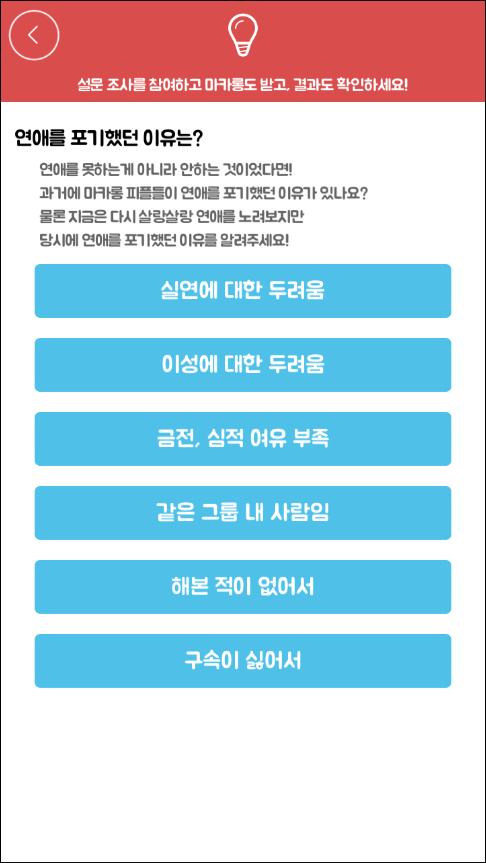 설문 조사를 참여하고 마카롱도 받고, 결과도 확인하세요!
연애를 포기했던 이유는?
연애를 못하는게 아니라 안하는 것이었다면!
과거에 마카롱 피플들이 연애를 포기했던 이유가 있나요?
물론 지금은 다시 살랑살랑 연애를 노려보지만
당시에 연애를 포기했던 이유를 알려주세요!
실연에 대한 두려움
이성에 대한 두려움
금전, 심적 여유 부족
같은 그룹 내 사람임
해본 적이 없어서
구속이 싫어서